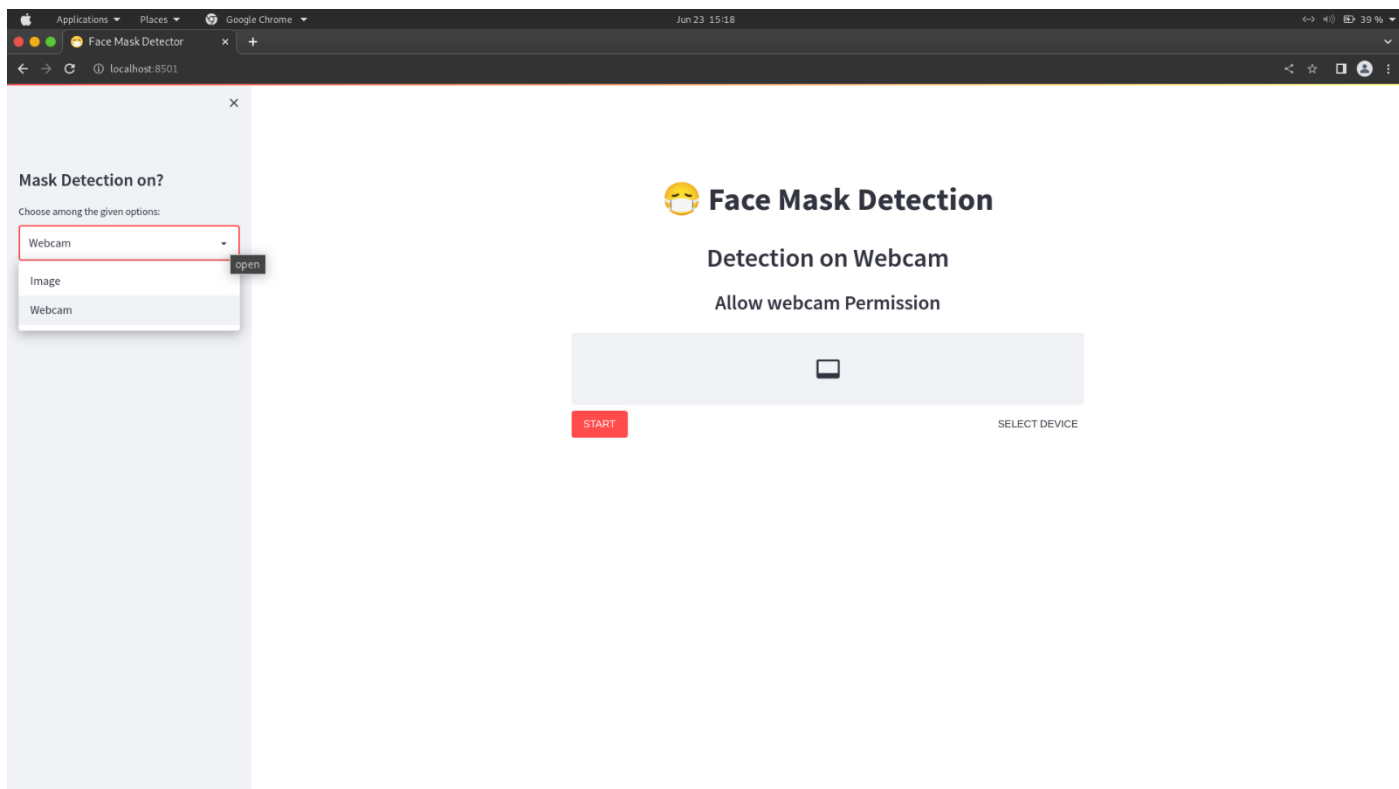 Applications Places Google Chrome Jun 23 15:18 39 %
Face Mask Detector
localhost:8501
Mask Detection on?
Choose among the given options:
Webcam
open
Image
Webcam
😷 Face Mask Detection
Detection on Webcam
Allow webcam Permission
START SELECT DEVICE